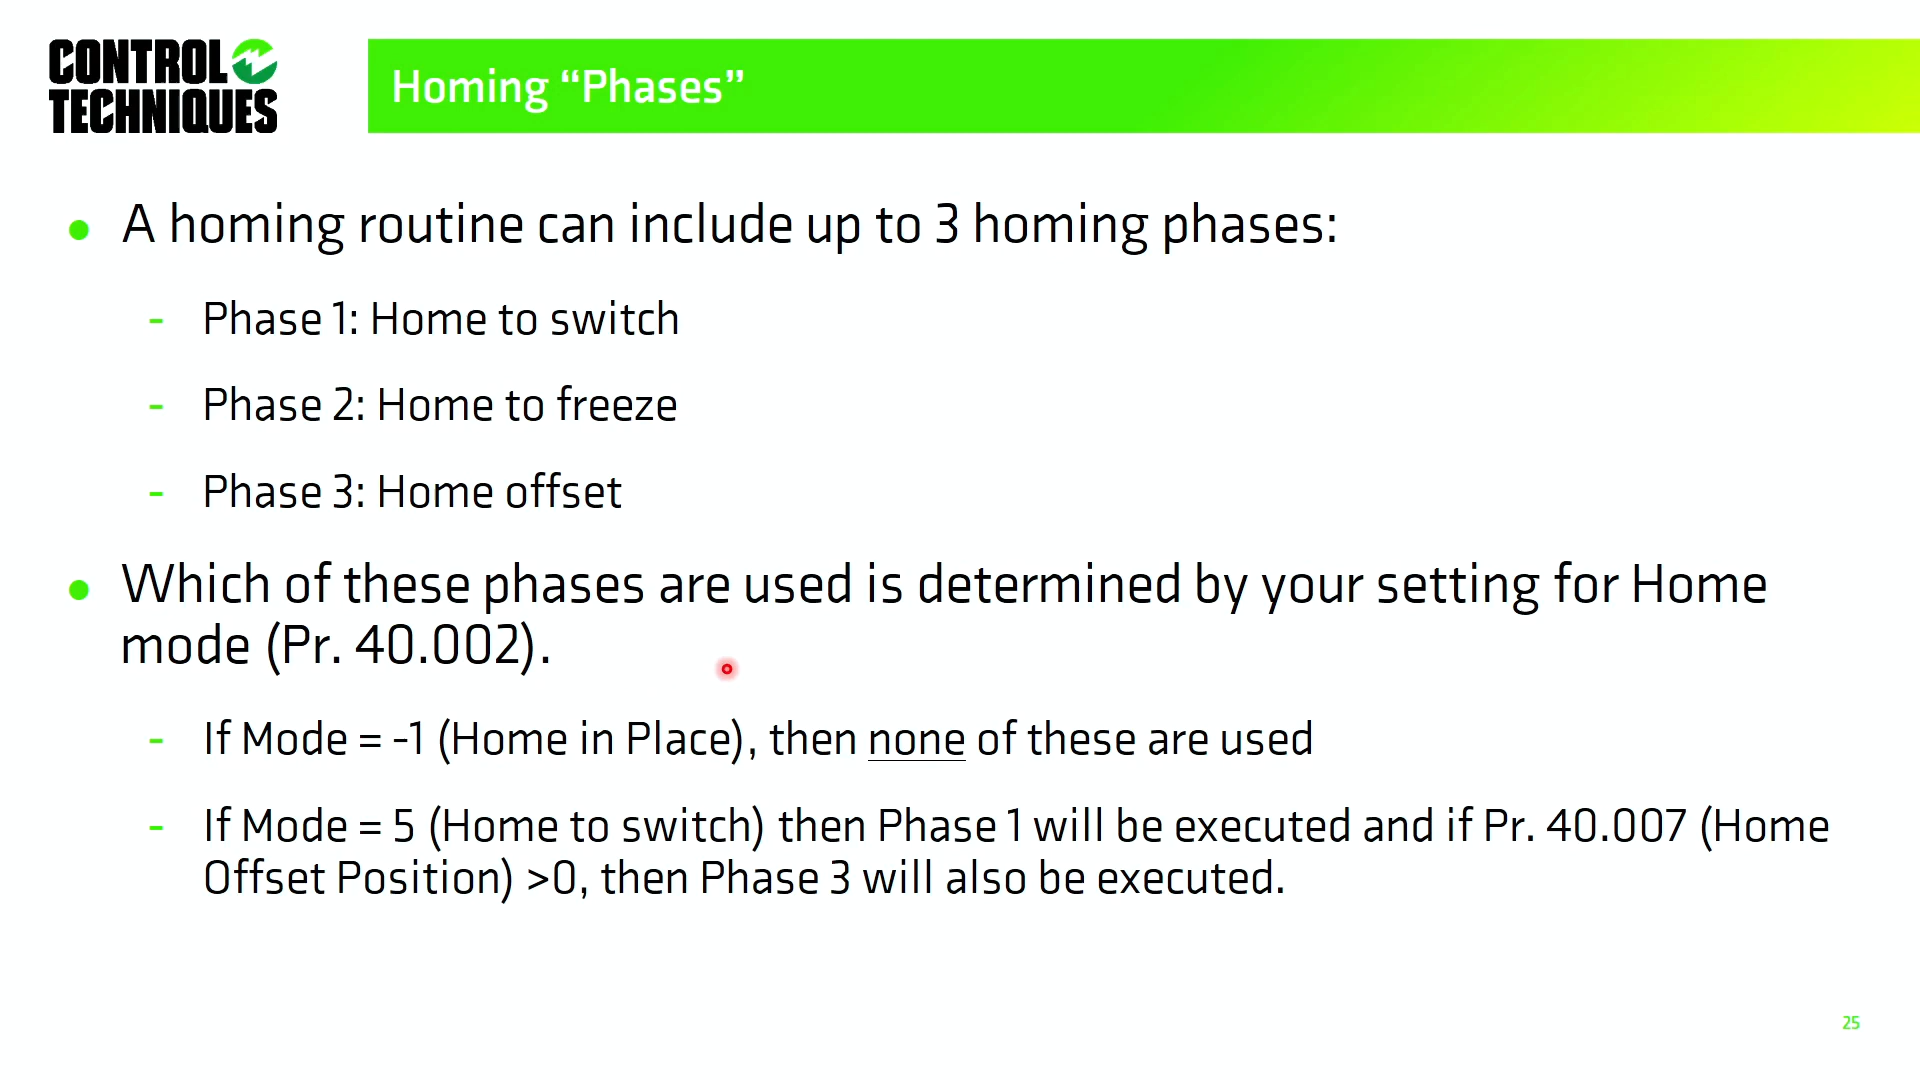 CONTROL
TECHNIQUES
Homing “Phases”
A homing routine can include up to 3 homing phases:
- Phase 1: Home to switch
- Phase 2: Home to freeze
- Phase 3: Home offset
Which of these phases are used is determined by your setting for Home
mode (Pr. 40.002).
- If Mode = -1 (Home in Place), then none of these are used
- If Mode = 5 (Home to switch) then Phase 1 will be executed and if Pr. 40.007 (Home
Offset Position) >0, then Phase 3 will also be executed.
25